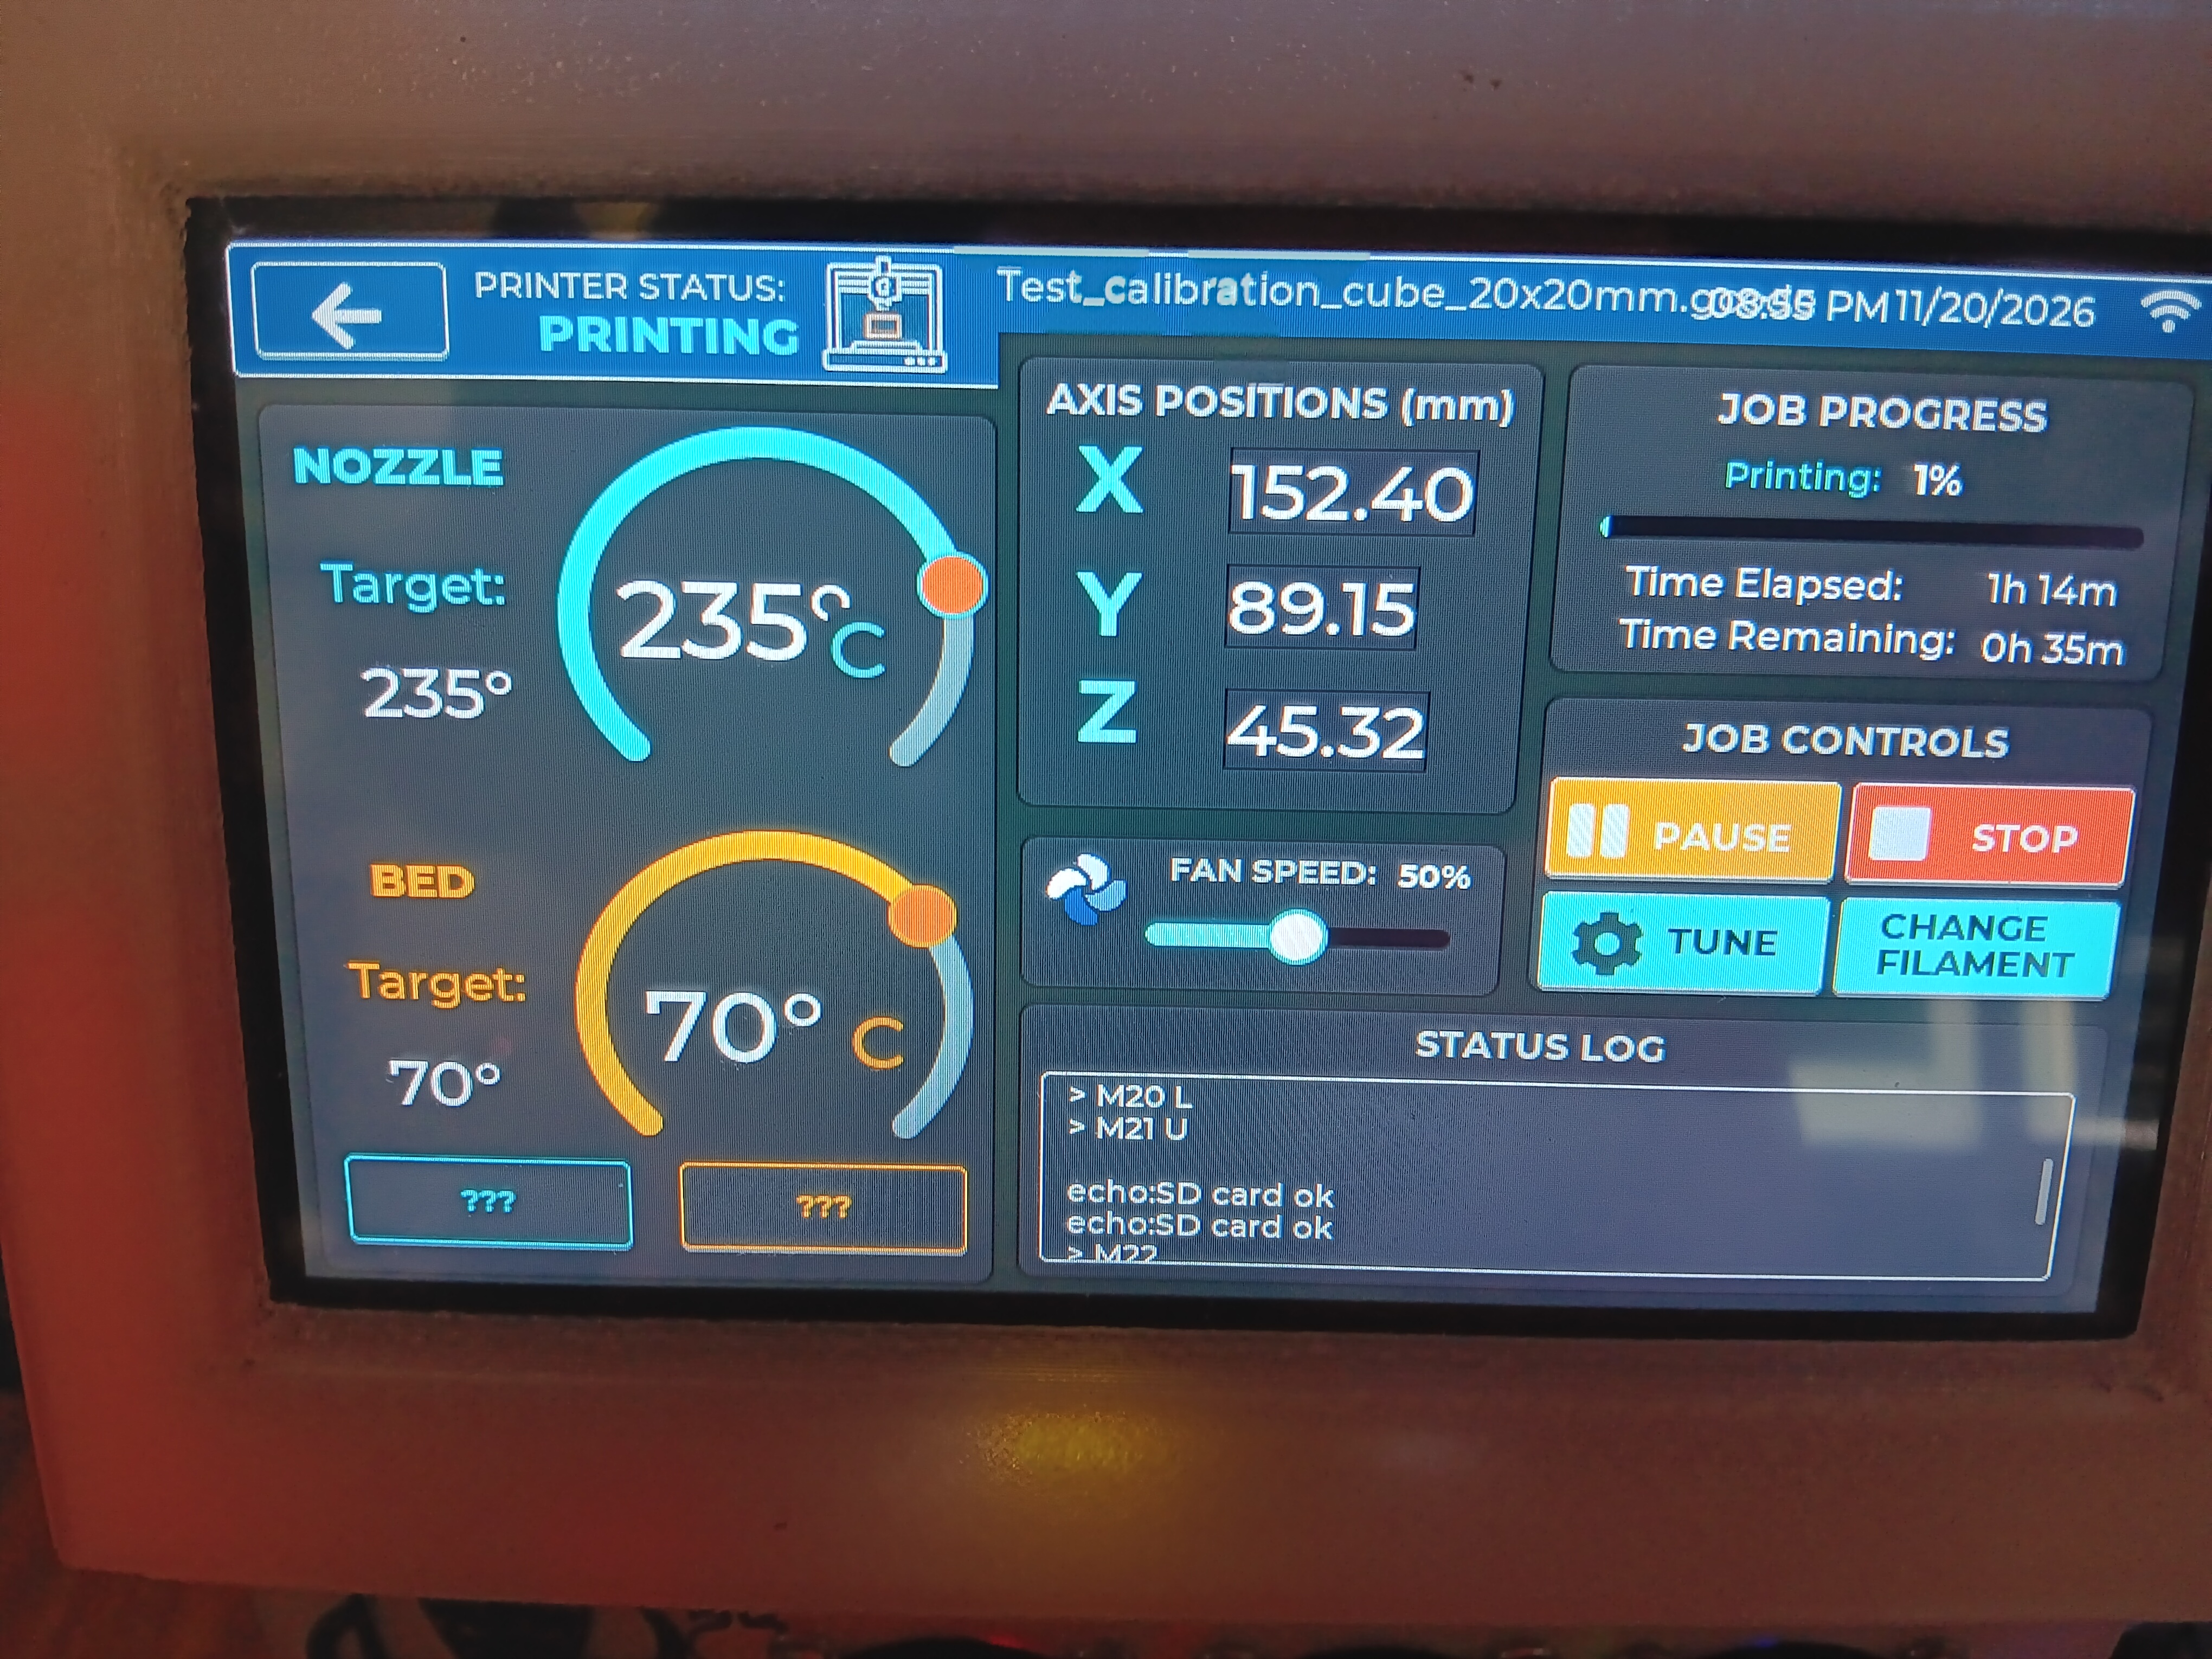 PRINTER STATUS:
PRINTING
Test_calibration_cube_20x20mm.
PM 11/20/2026
NOZZLE
Target:
235°
235°C
BED
Target:
70°
70° C
???
???
AXIS POSITIONS (mm)
X 152.40
Y 89.15
Z 45.32
FAN SPEED: 50%
JOB PROGRESS
Printing: 1%
Time Elapsed: 1h 14m
Time Remaining: 0h 35m
JOB CONTROLS
PAUSE
STOP
TUNE
CHANGE
FILAMENT
STATUS LOG
> M20 L
> M21 U
echo:SD card ok
echo:SD card ok
> M22